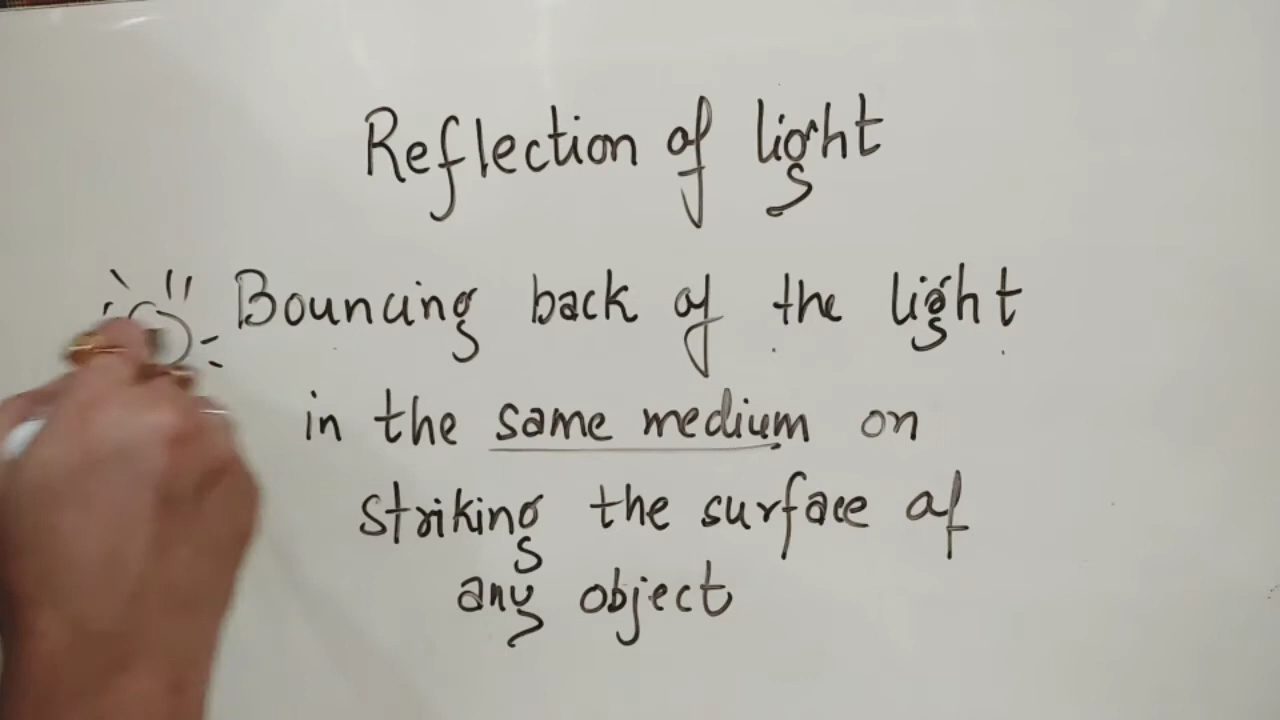 Reflection of light
Bouncing back of the light
in the same medium on
striking the surface of
any object